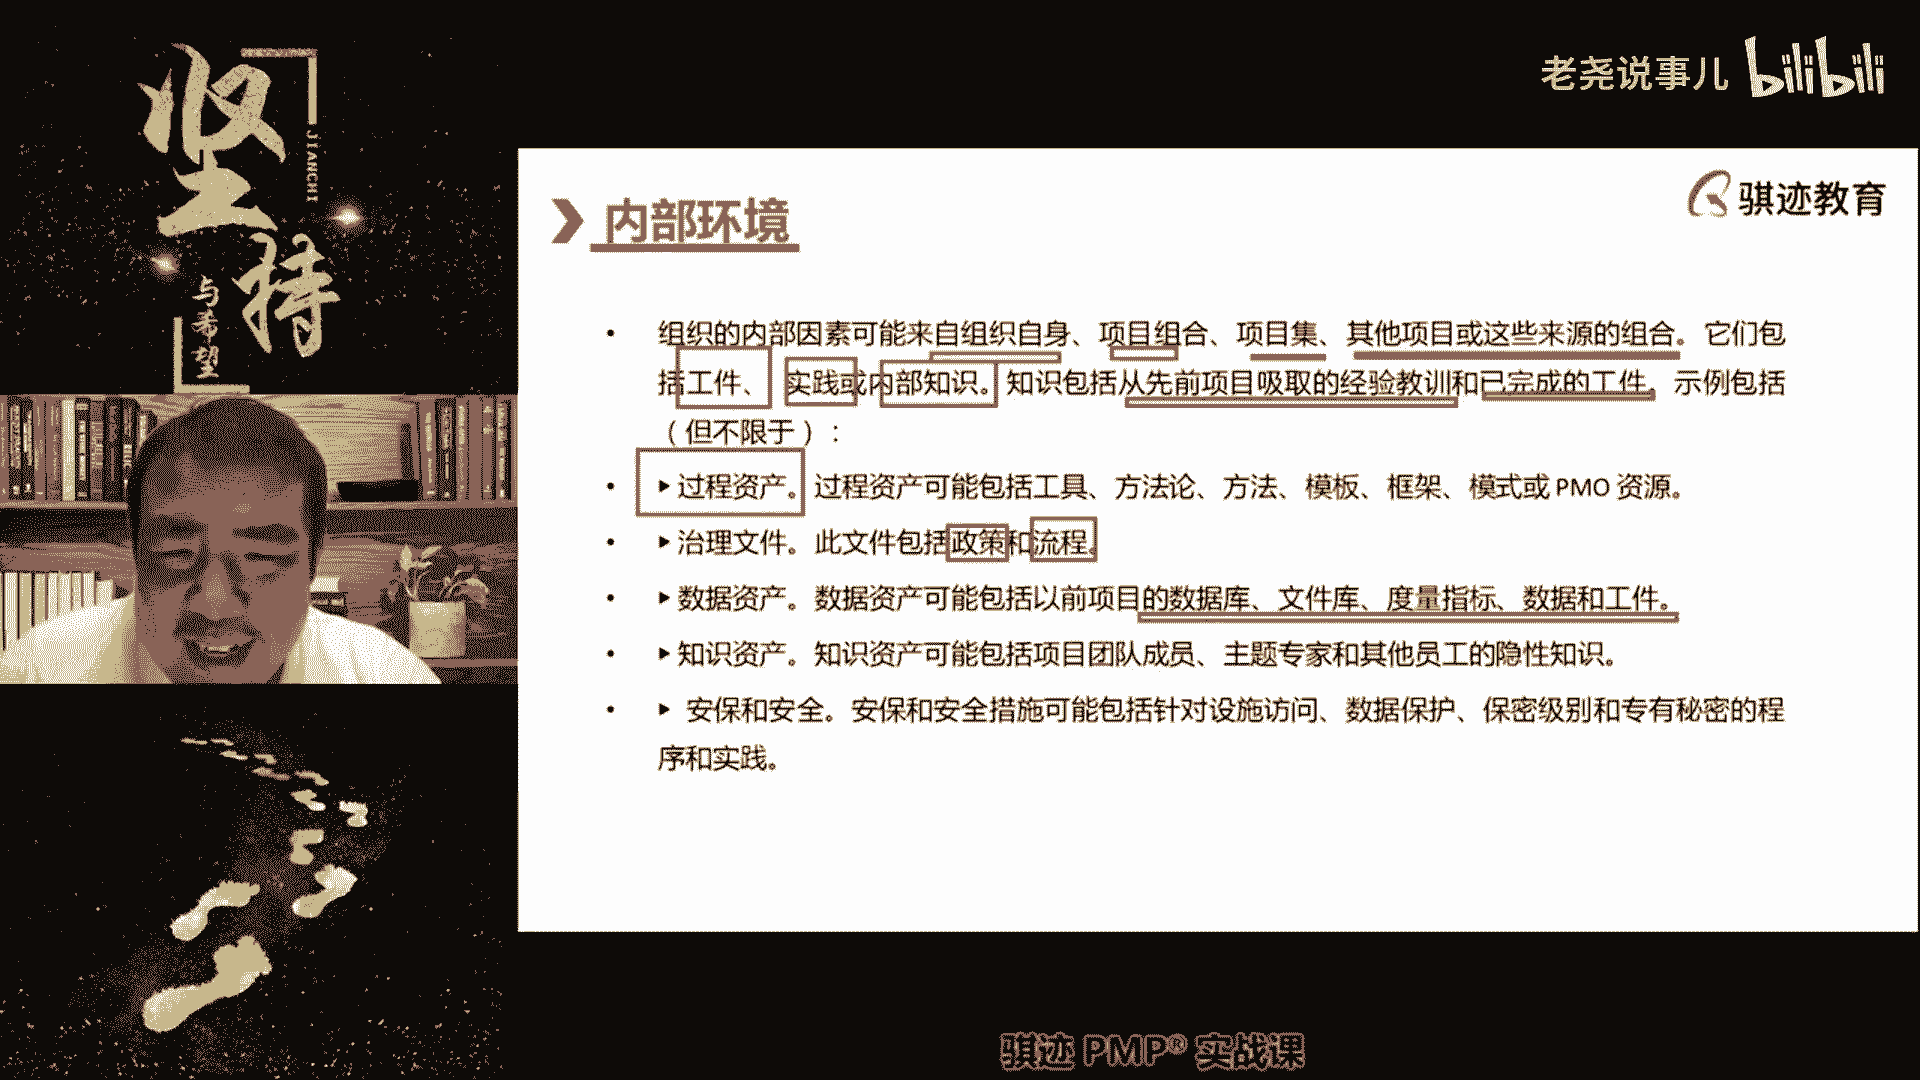 坚持
JIANCHI
与希望
老尧说事儿 bilibili
骐迹教育
内部环境
• 组织的内部因素可能来自组织自身、项目组合、项目集、其他项目或这些来源的组合。它们包
括工件、实践或内部知识。知识包括从先前项目吸取的经验教训和已完成的工件。示例包括
（但不限于）：
• ▶过程资产。过程资产可能包括工具、方法论、方法、模板、框架、模式或 PMO 资源。
• ▶治理文件。此文件包括政策和流程。
• ▶数据资产。数据资产可能包括以前项目的数据库、文件库、度量指标、数据和工件。
• ▶知识资产。知识资产可能包括项目团队成员、主题专家和其他员工的隐性知识。
• ▶ 安保和安全。安保和安全措施可能包括针对设施访问、数据保护、保密级别和专有秘密的程
序和实践。
骐迹 PMP® 实战课